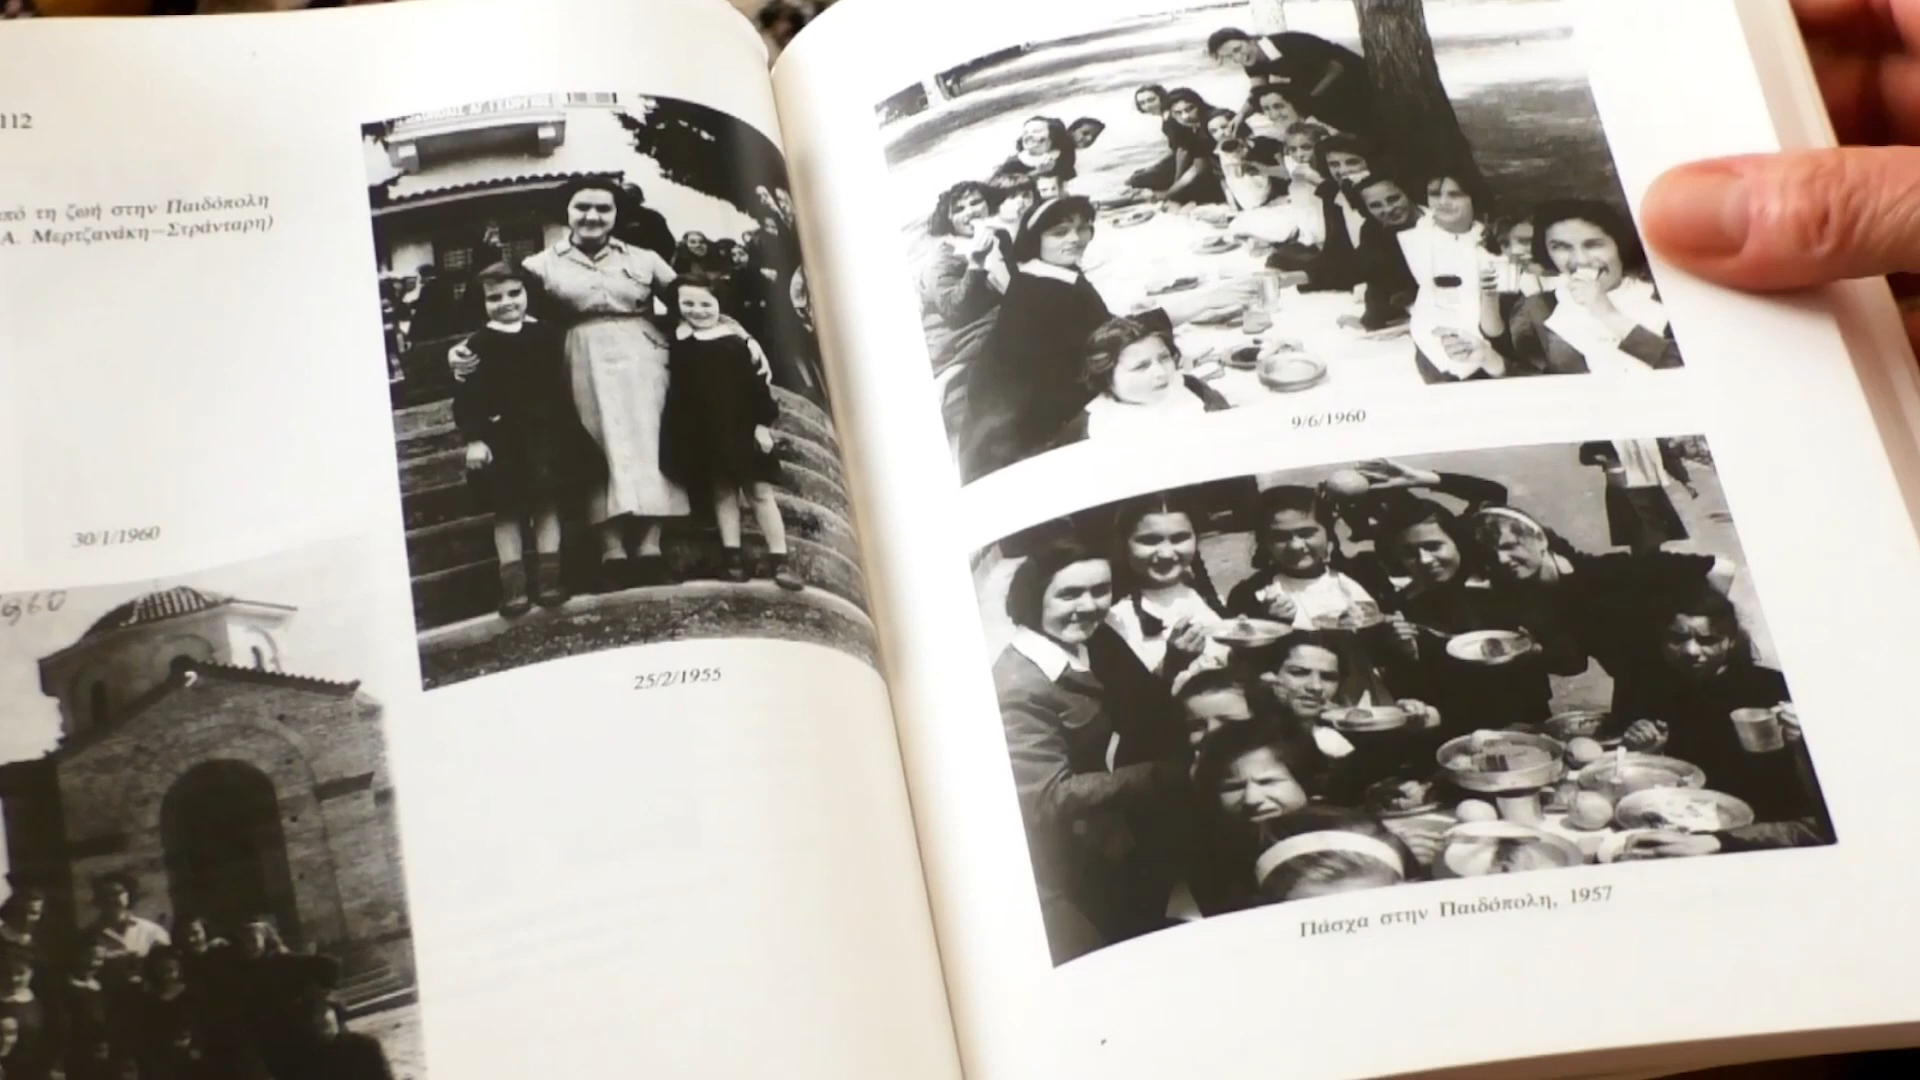 112
από τη ζωή στην Παιδόπολη
Α. Μερτζανάκη—Στράνταρη)
30/1/1960
1960
25/2/1955
9/6/1960
Πάσχα στην Παιδόπολη, 1957